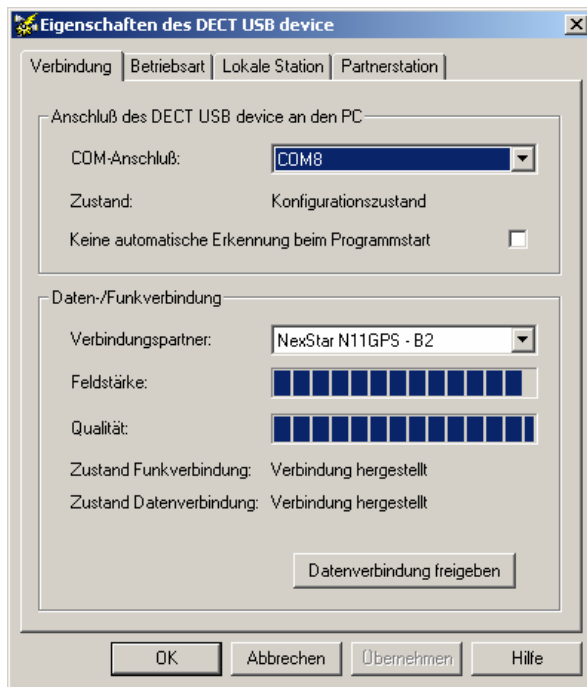 Eigenschaften des DECT USB device
Verbindung Betriebsart Lokale Station Partnerstation
Anschluß des DECT USB device an den PC
COM-Anschluß: COM8
Zustand: Konfigurationszustand
Keine automatische Erkennung beim Programmstart
Daten-/Funkverbindung
Verbindungspartner: NexStar N11GPS - B2
Feldstärke:
Qualität:
Zustand Funkverbindung: Verbindung hergestellt
Zustand Datenverbindung: Verbindung hergestellt
Datenverbindung freigeben
OK Abbrechen Übernehmen Hilfe